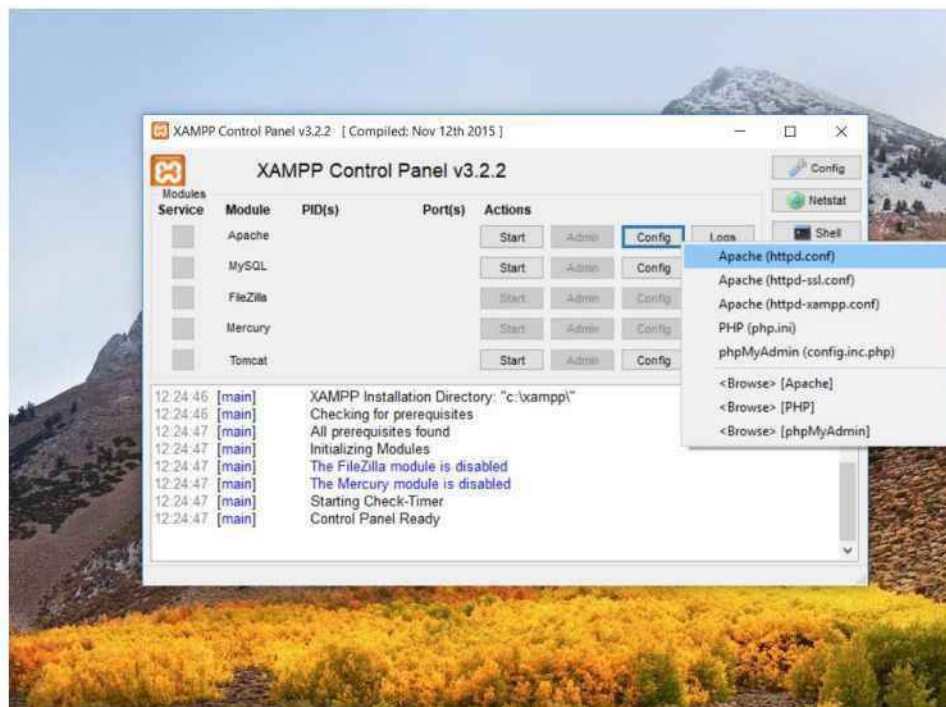 XAMPP Control Panel v3.2.2 [ Compiled: Nov 12th 2015 ]
XAMPP Control Panel v3.2.2
Config
Netstat
Shell
Modules
Service Module PID(s) Port(s) Actions
Apache Start Admin Config Logs
MySQL Start Admin Config
FileZilla Start Admin Config
Mercury Start Admin Config
Tomcat Start Admin Config
Apache (httpd.conf)
Apache (httpd-ssl.conf)
Apache (httpd-xampp.conf)
PHP (php.ini)
phpMyAdmin (config.inc.php)
<Browse> [Apache]
<Browse> [PHP]
<Browse> [phpMyAdmin]
12:24:46 [main] XAMPP Installation Directory: "c:\xampp\"
12:24:46 [main] Checking for prerequisites
12:24:47 [main] All prerequisites found
12:24:47 [main] Initializing Modules
12:24:47 [main] The FileZilla module is disabled
12:24:47 [main] The Mercury module is disabled
12:24:47 [main] Starting Check-Timer
12:24:47 [main] Control Panel Ready